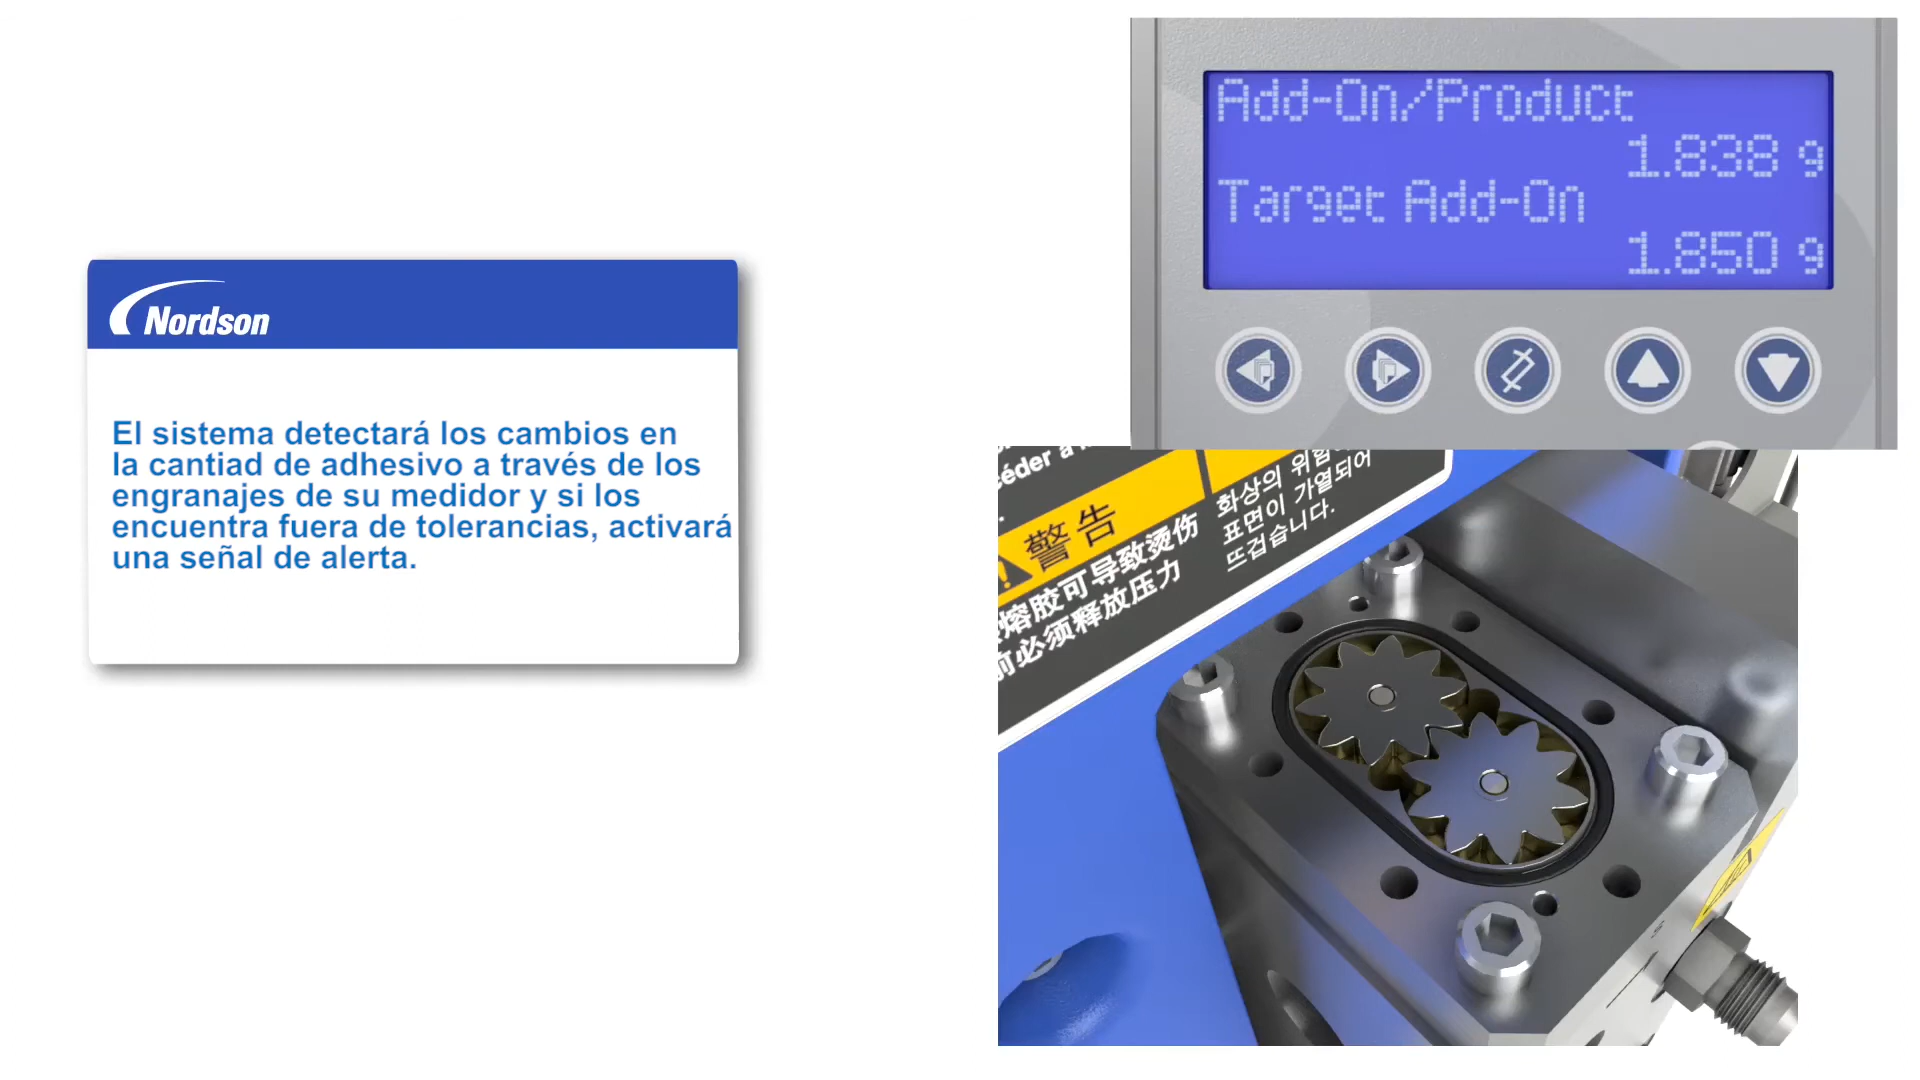 Nordson
El sistema detectará los cambios en
la cantiad de adhesivo a través de los
engranajes de su medidor y si los
encuentra fuera de tolerancias, activará
una señal de alerta.
Add-On/Product
1.838 g
Target Add-On
1.850 g
céder à
警告
熔胶可导致烫伤
前必须释放压力
화상의 위험
표면이 가열되어
뜨겁습니다.